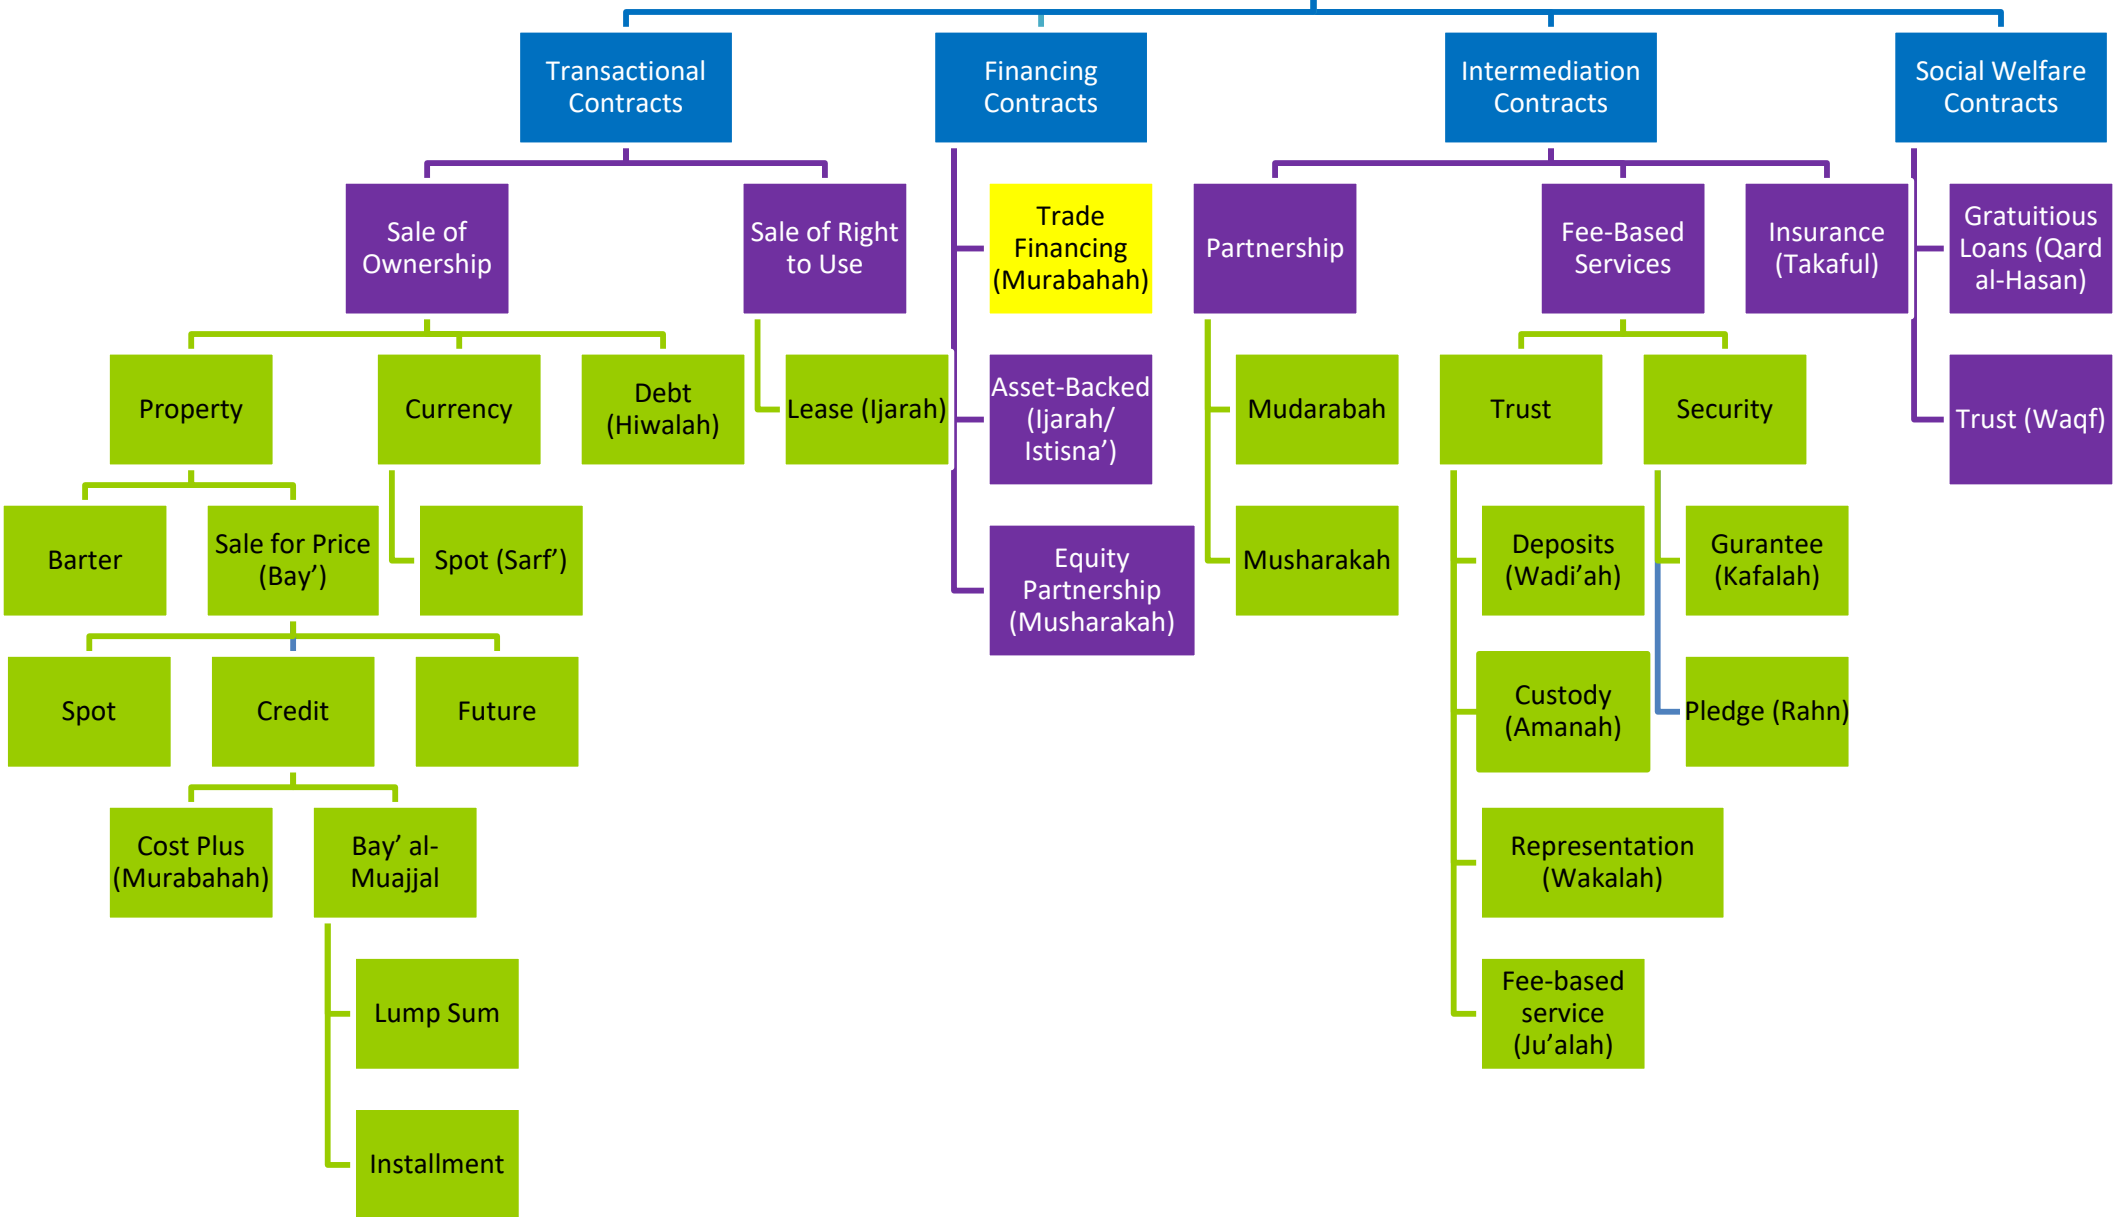 Transactional
Contracts
Financing
Contracts
Intermediation
Contracts
Social Welfare
Contracts
Sale of
Ownership
Sale of Right
to Use
Trade
Financing
(Murabahah)
Partnership
Fee-Based
Services
Insurance
(Takaful)
Gratuitious
Loans (Qard
al-Hasan)
Property
Currency
Debt
(Hiwalah)
Lease (Ijarah)
Asset-Backed
(Ijarah/
Istisna’)
Mudarabah
Trust
Security
Trust (Waqf)
Barter
Sale for Price
(Bay’)
Spot (Sarf’)
Equity
Partnership
(Musharakah)
Musharakah
Deposits
(Wadi’ah)
Gurantee
(Kafalah)
Spot
Credit
Future
Custody
(Amanah)
Pledge (Rahn)
Cost Plus
(Murabahah)
Bay’ al-
Muajjal
Representation
(Wakalah)
Lump Sum
Fee-based
service
(Ju’alah)
Installment